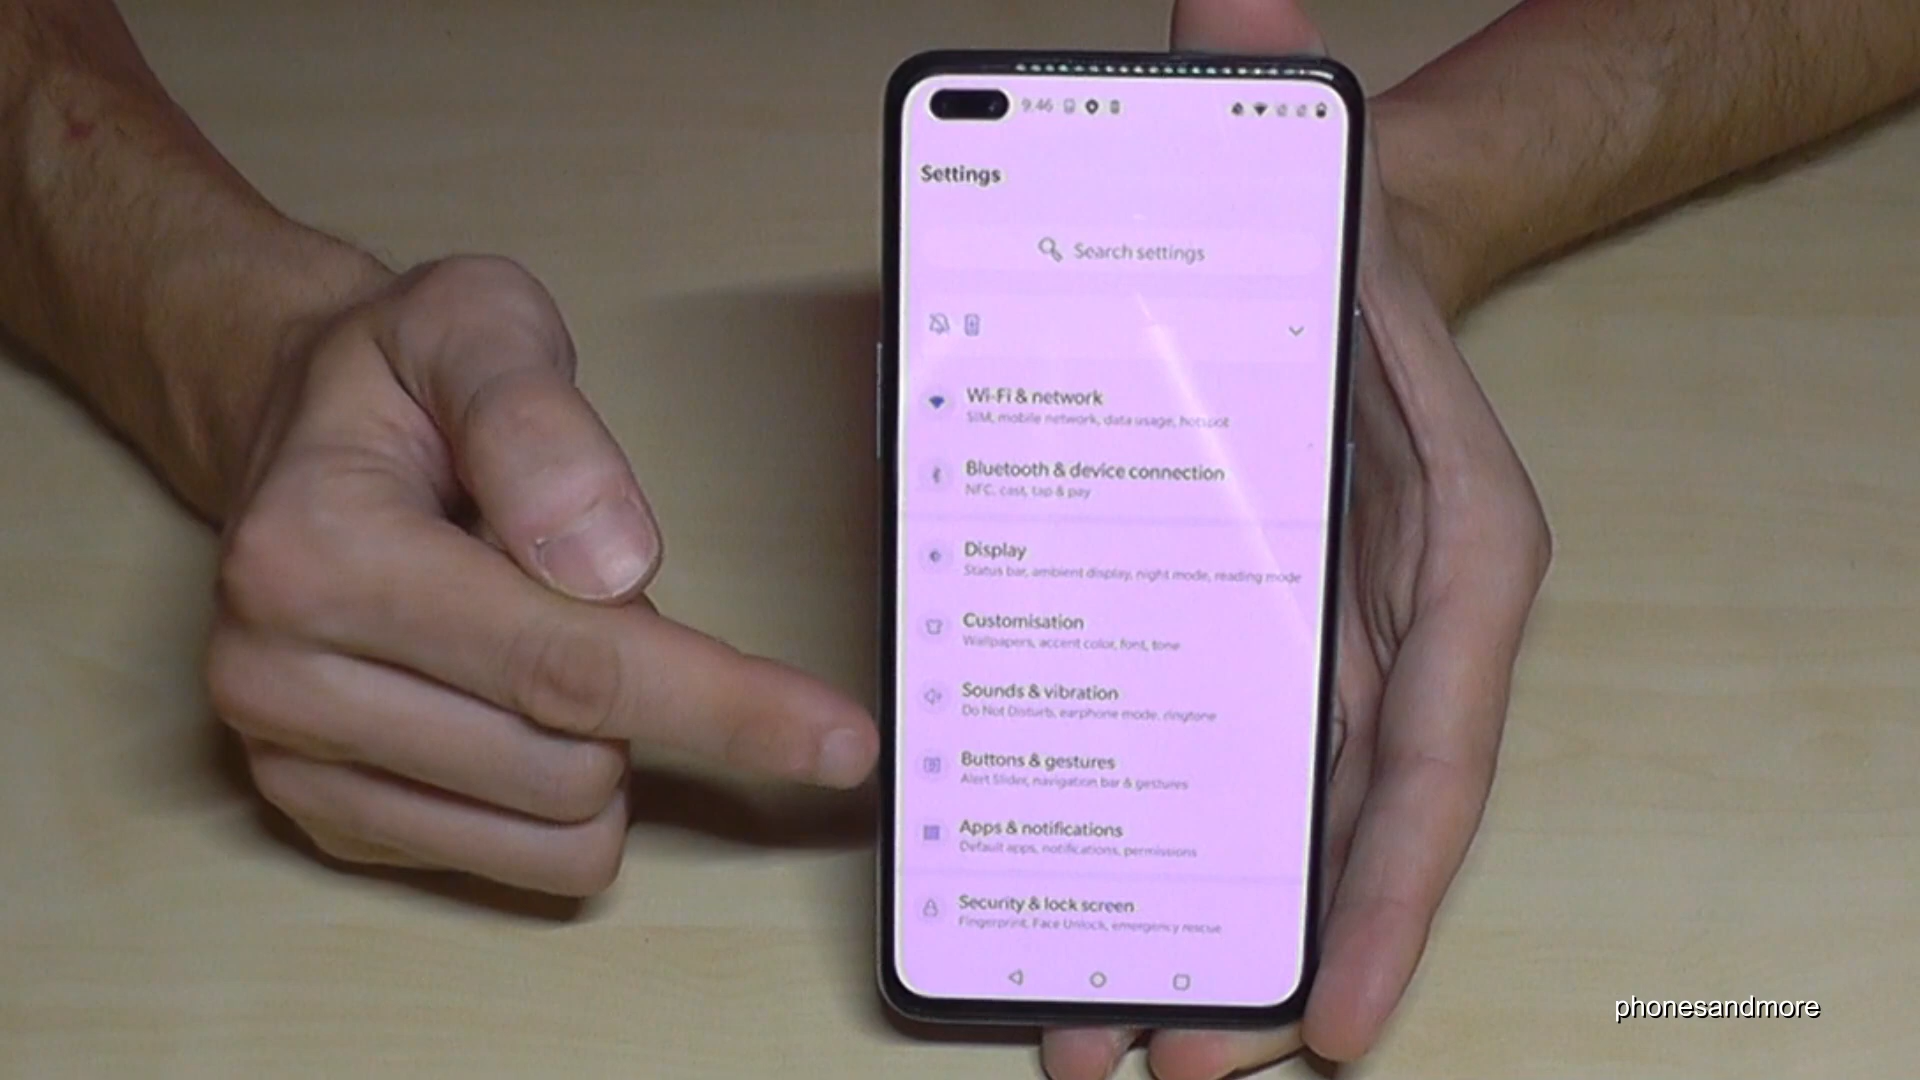 9:46
Settings
Search settings
Wi-Fi & network
SIM, mobile network, data usage, hotspot
Bluetooth & device connection
NFC, cast, tap & pay
Display
Status bar, ambient display, night mode, reading mode
Customisation
Wallpapers, accent color, font, tone
Sounds & vibration
Do Not Disturb, earphone mode, ringtone
Buttons & gestures
Alert Slider, navigation bar & gestures
Apps & notifications
Default apps, notifications, permissions
Security & lock screen
Fingerprint, Face Unlock, emergency rescue
phonesandmore